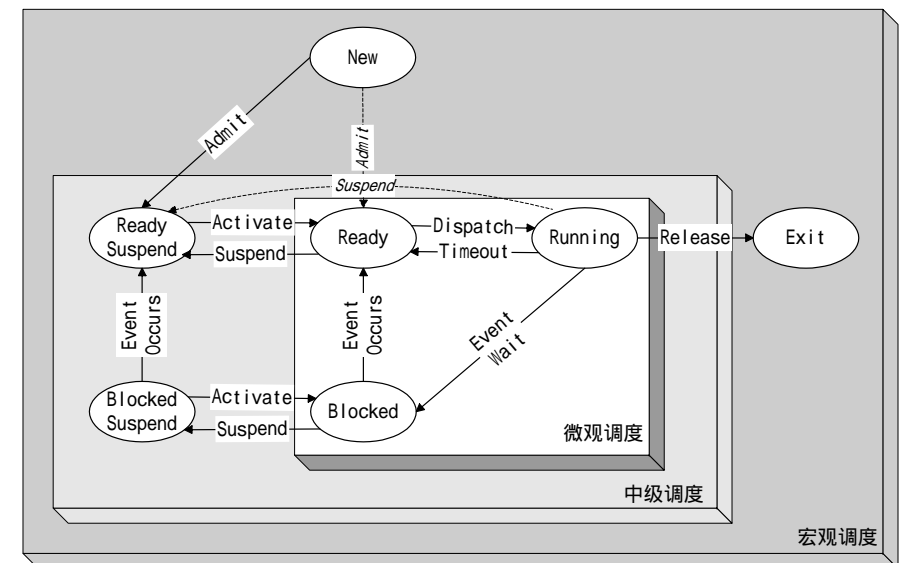 New
Admit
Admit
Suspend
Ready
Suspend
Activate
Suspend
Ready
Dispatch
Timeout
Running
Release
Exit
Event
Occurs
Event
Occurs
Event
Wait
Blocked
Suspend
Activate
Suspend
Blocked
微观调度
中级调度
宏观调度